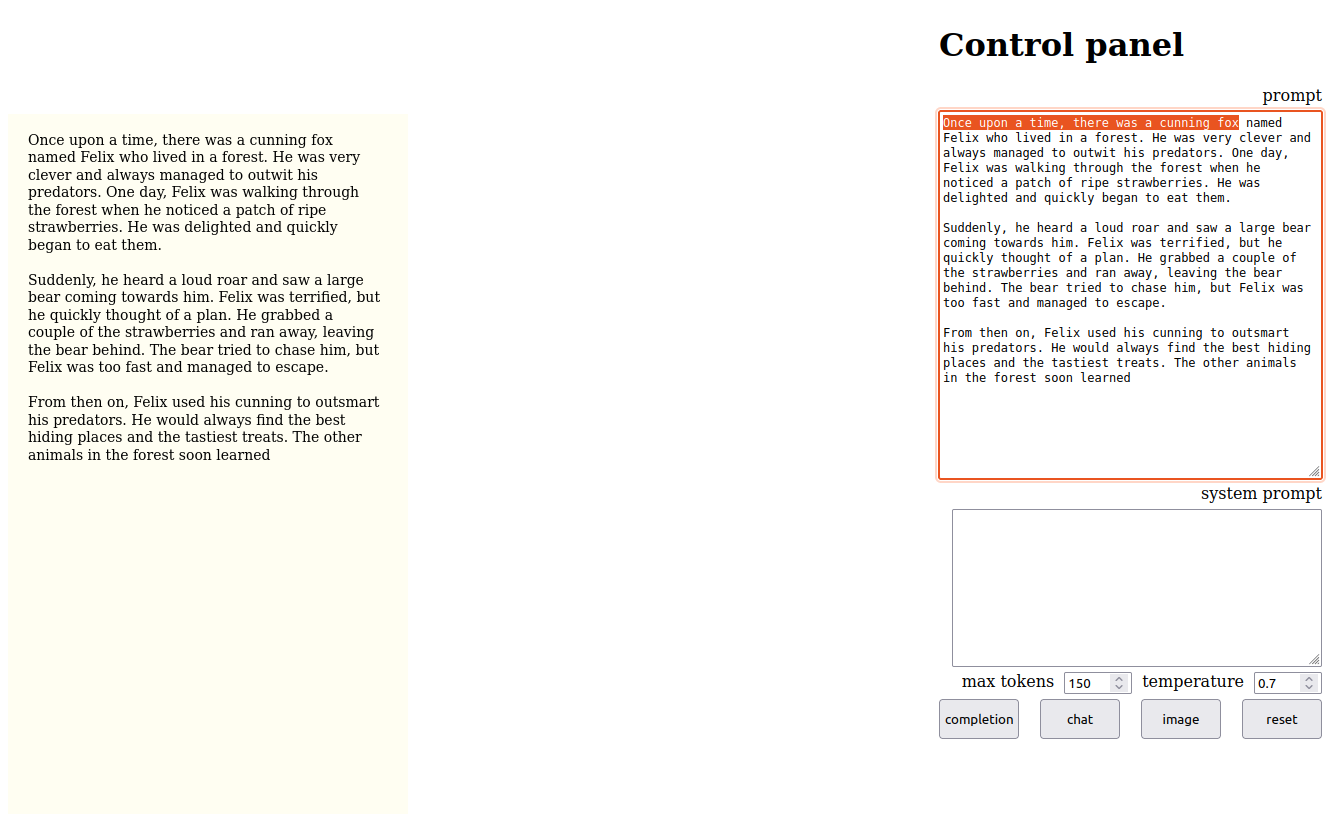 Control panel
prompt
Once upon a time, there was a cunning fox
named Felix who lived in a forest. He was very
clever and always managed to outwit his
predators. One day, Felix was walking through
the forest when he noticed a patch of ripe
strawberries. He was delighted and quickly
began to eat them.
Suddenly, he heard a loud roar and saw a large
bear coming towards him. Felix was terrified, but
he quickly thought of a plan. He grabbed a
couple of the strawberries and ran away, leaving
the bear behind. The bear tried to chase him, but
Felix was too fast and managed to escape.
From then on, Felix used his cunning to outsmart
his predators. He would always find the best
hiding places and the tastiest treats. The other
animals in the forest soon learned
Once upon a time, there was a cunning fox named
Felix who lived in a forest. He was very clever and
always managed to outwit his predators. One day,
Felix was walking through the forest when he
noticed a patch of ripe strawberries. He was
delighted and quickly began to eat them.
Suddenly, he heard a loud roar and saw a large bear
coming towards him. Felix was terrified, but he
quickly thought of a plan. He grabbed a couple of
the strawberries and ran away, leaving the bear
behind. The bear tried to chase him, but Felix was
too fast and managed to escape.
From then on, Felix used his cunning to outsmart
his predators. He would always find the best hiding
places and the tastiest treats. The other animals
in the forest soon learned
system prompt
max tokens 150 temperature 0.7
completion chat image reset